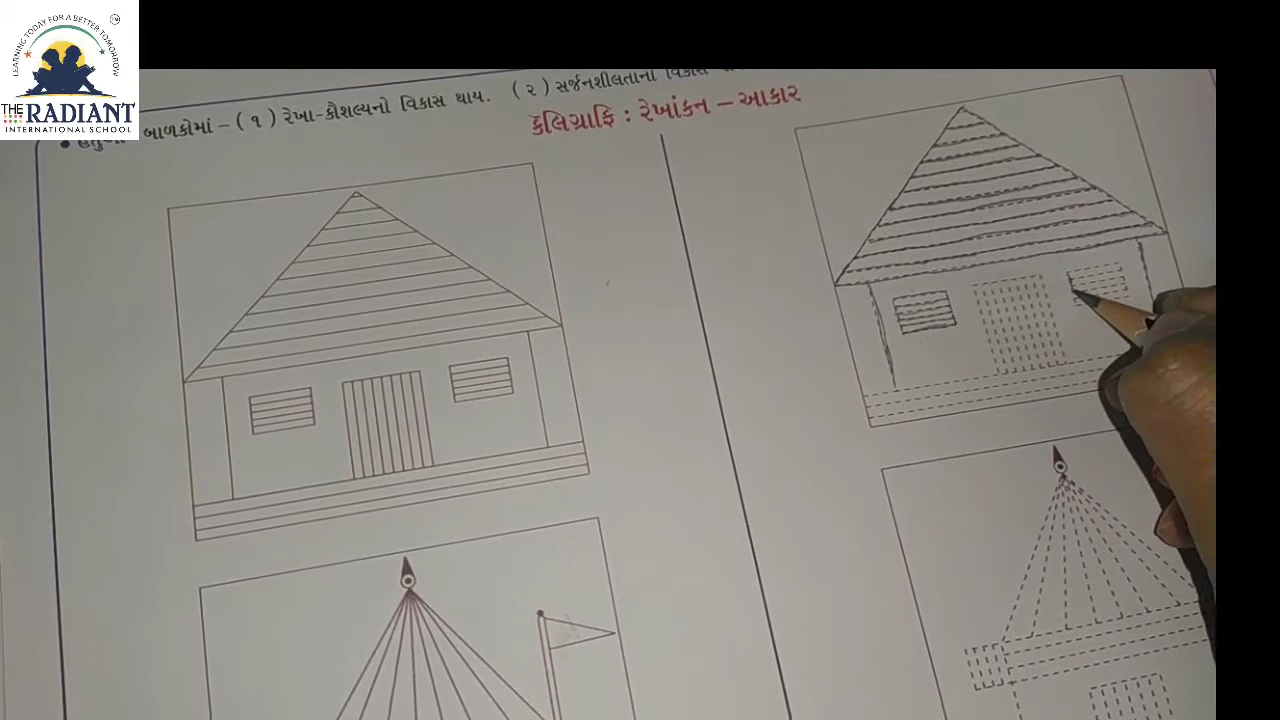 LEARNING TODAY FOR A BETTER TOMORROW
TM
THE
RADIANT
INTERNATIONAL SCHOOL
બાળકોમાં – ( ૧ ) રેખા-કૌશલ્યનો વિકાસ થાય. ( ૨ ) સર્જનશીલતાનો વિકાસ
કૅલિગ્રાફિ : રેખાંકન – આકાર